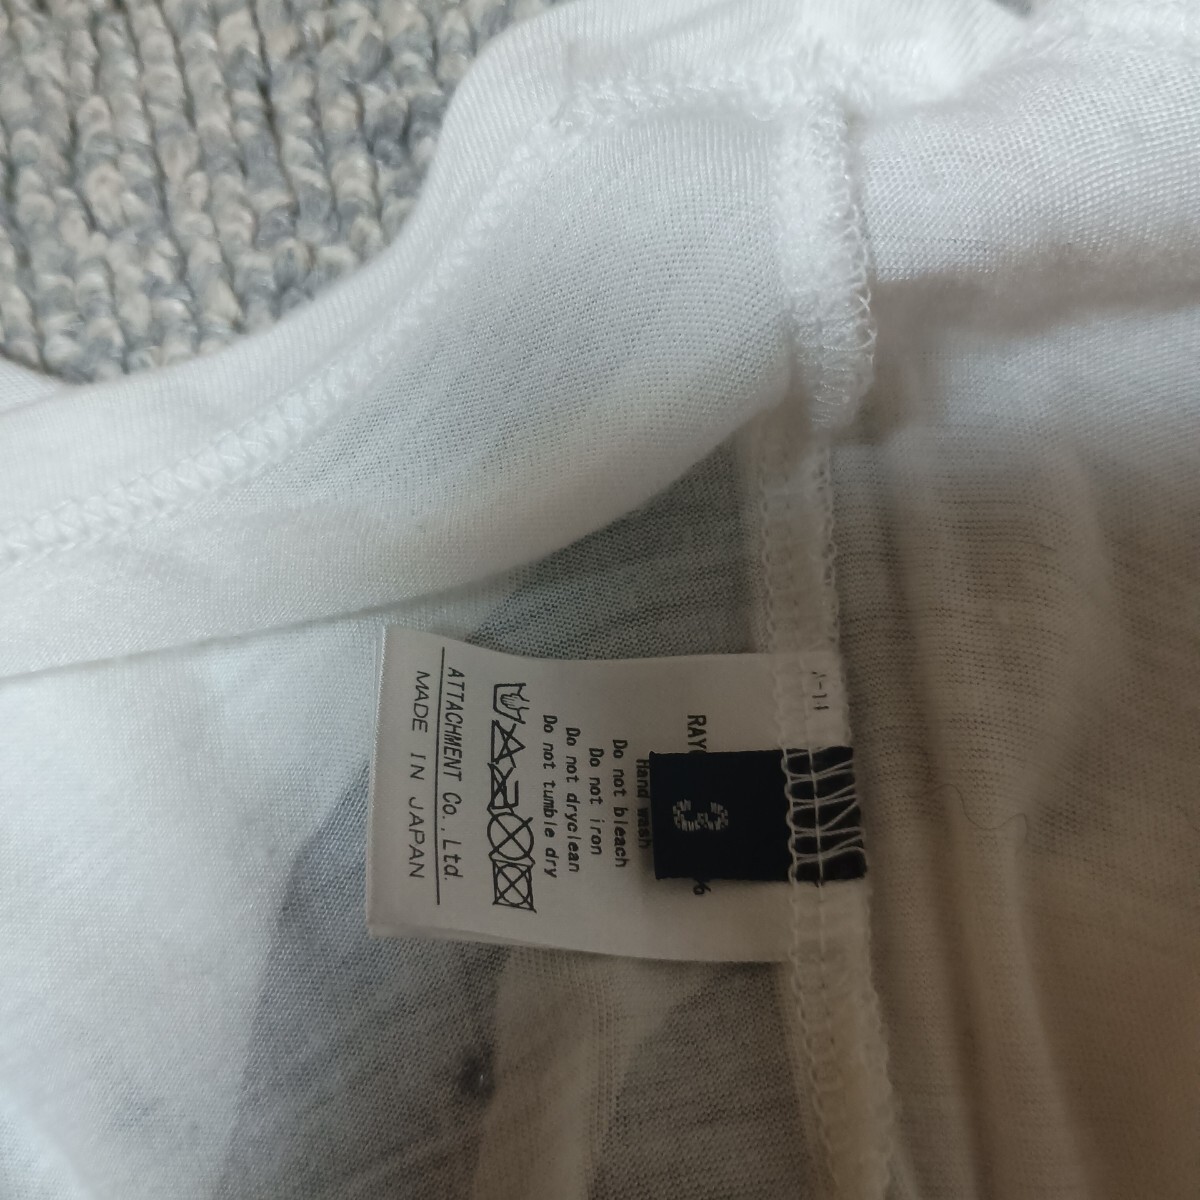 3
Hand wash
Do not bleach
Do not iron
Do not dryclean
Do not tumble dry
ATTACHMENT Co., Ltd.
MADE IN JAPAN